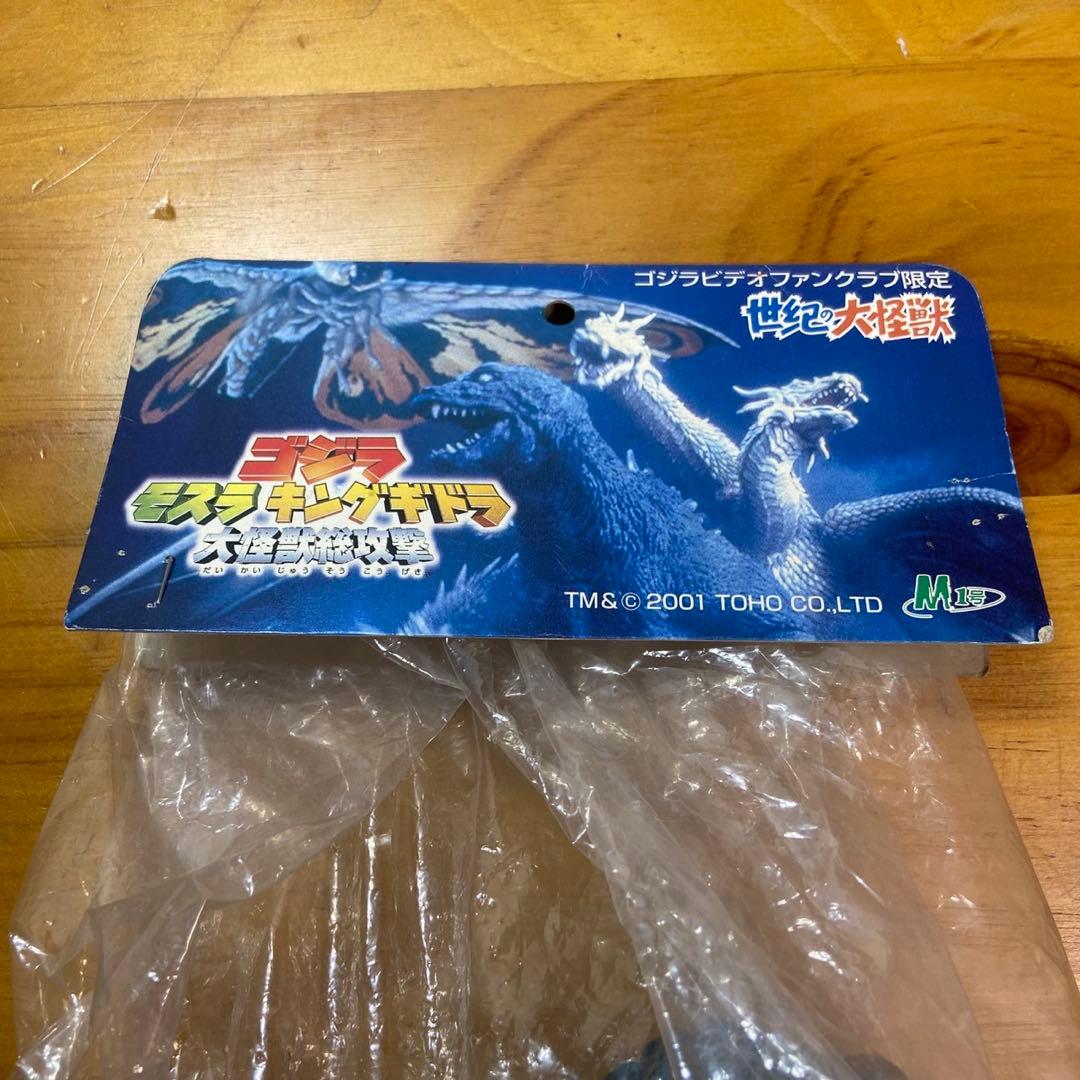 ゴジラビデオファンクラブ限定
世紀の大怪獣
ゴジラ
モスラ キングギドラ
大怪獣総攻撃
だい かい じゅう そう こう げき
TM&© 2001 TOHO CO.,LTD
M1号